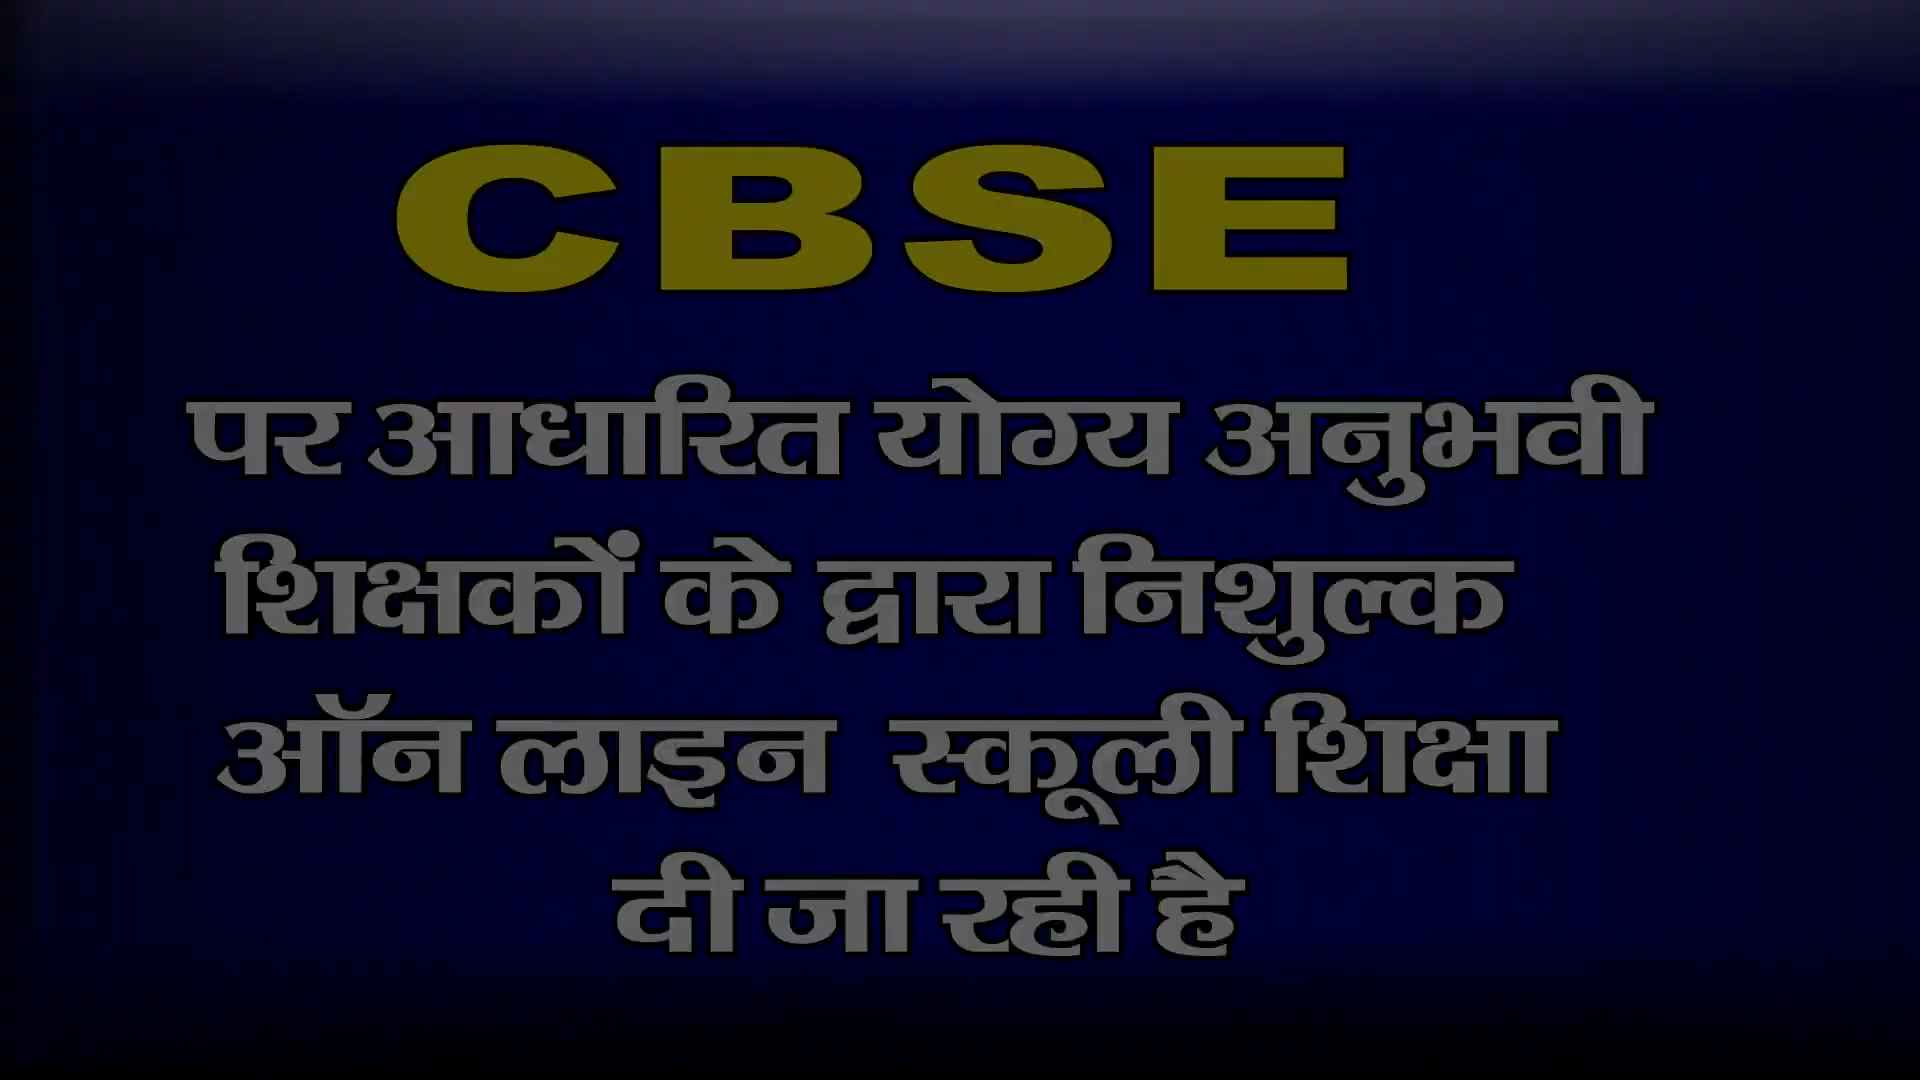 CBSE
पर आधारित योग्य अनुभवी
शिक्षकों के द्वारा निशुल्क
ऑन लाइन स्कूली शिक्षा
दी जा रही है